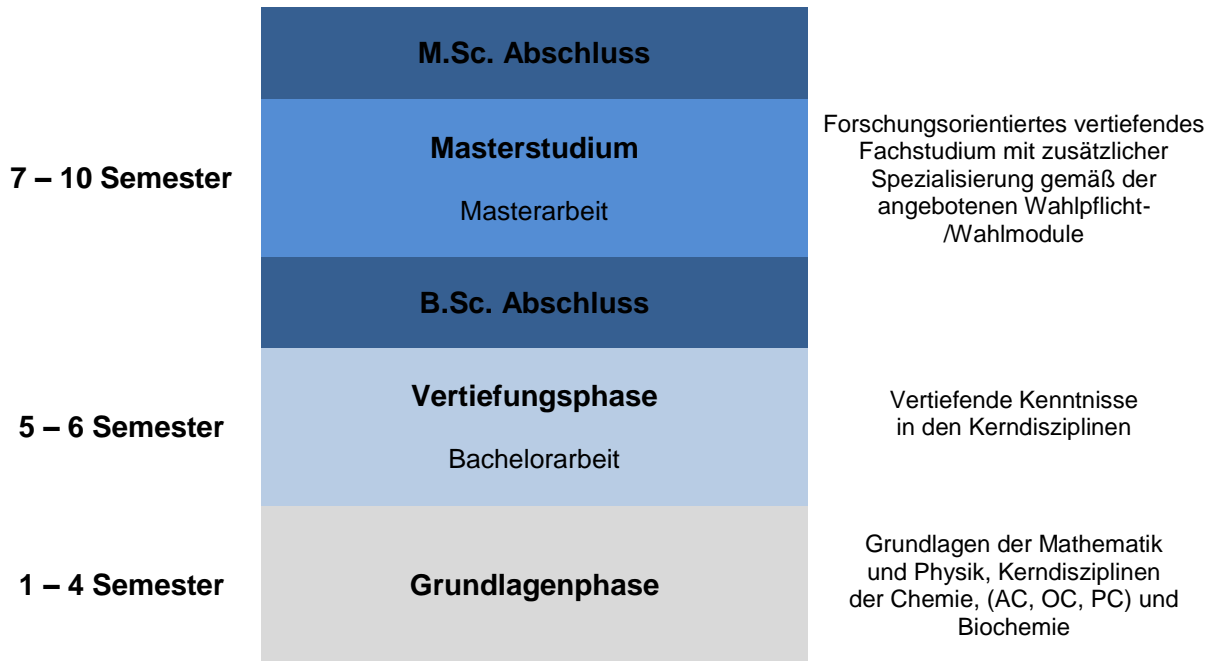 M.Sc. Abschluss
7 – 10 Semester
Masterstudium
Masterarbeit
Forschungsorientiertes vertiefendes
Fachstudium mit zusätzlicher
Spezialisierung gemäß der
angebotenen Wahlpflicht-
/Wahlmodule
B.Sc. Abschluss
5 – 6 Semester
Vertiefungsphase
Bachelorarbeit
Vertiefende Kenntnisse
in den Kerndisziplinen
1 – 4 Semester
Grundlagenphase
Grundlagen der Mathematik
und Physik, Kerndisziplinen
der Chemie, (AC, OC, PC) und
Biochemie